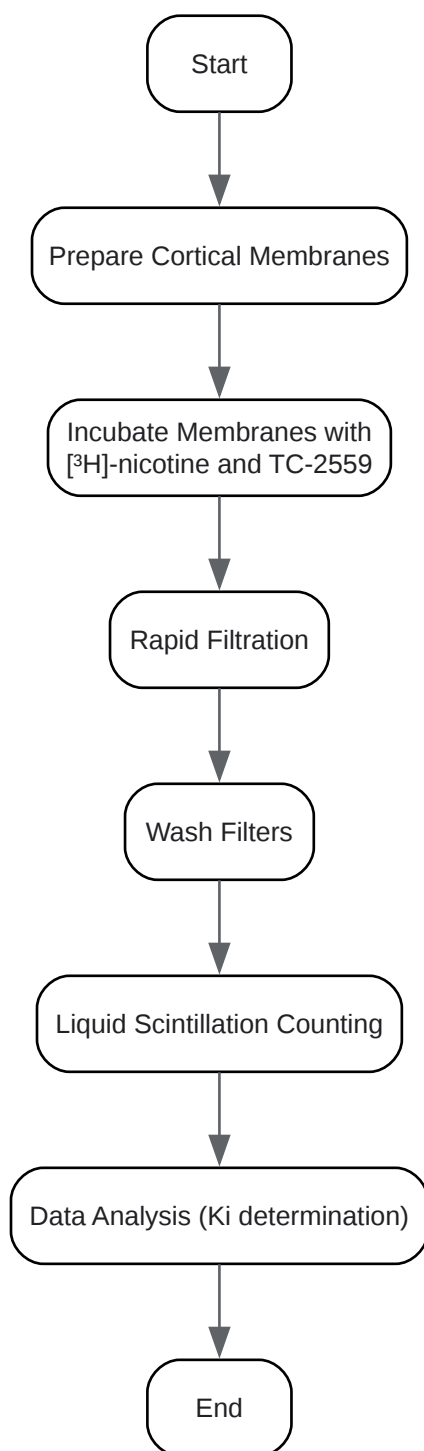 Start
Prepare Cortical Membranes
Incubate Membranes with
[³H]-nicotine and TC-2559
Rapid Filtration
Wash Filters
Liquid Scintillation Counting
Data Analysis (Ki determination)
End